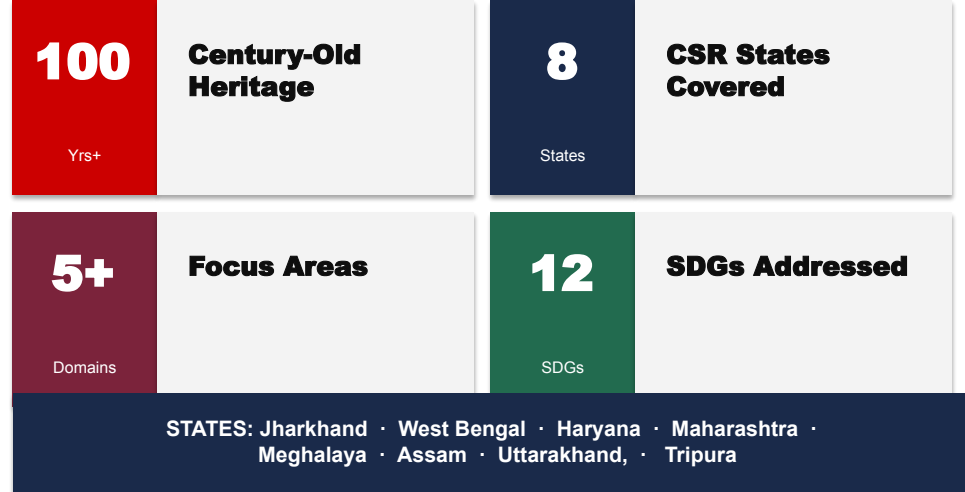 100
Yrs+
Century-Old
Heritage
8
States
CSR States
Covered
5+
Domains
Focus Areas
12
SDGs
SDGs Addressed
STATES: Jharkhand · West Bengal · Haryana · Maharashtra ·
Meghalaya · Assam · Uttarakhand, · Tripura